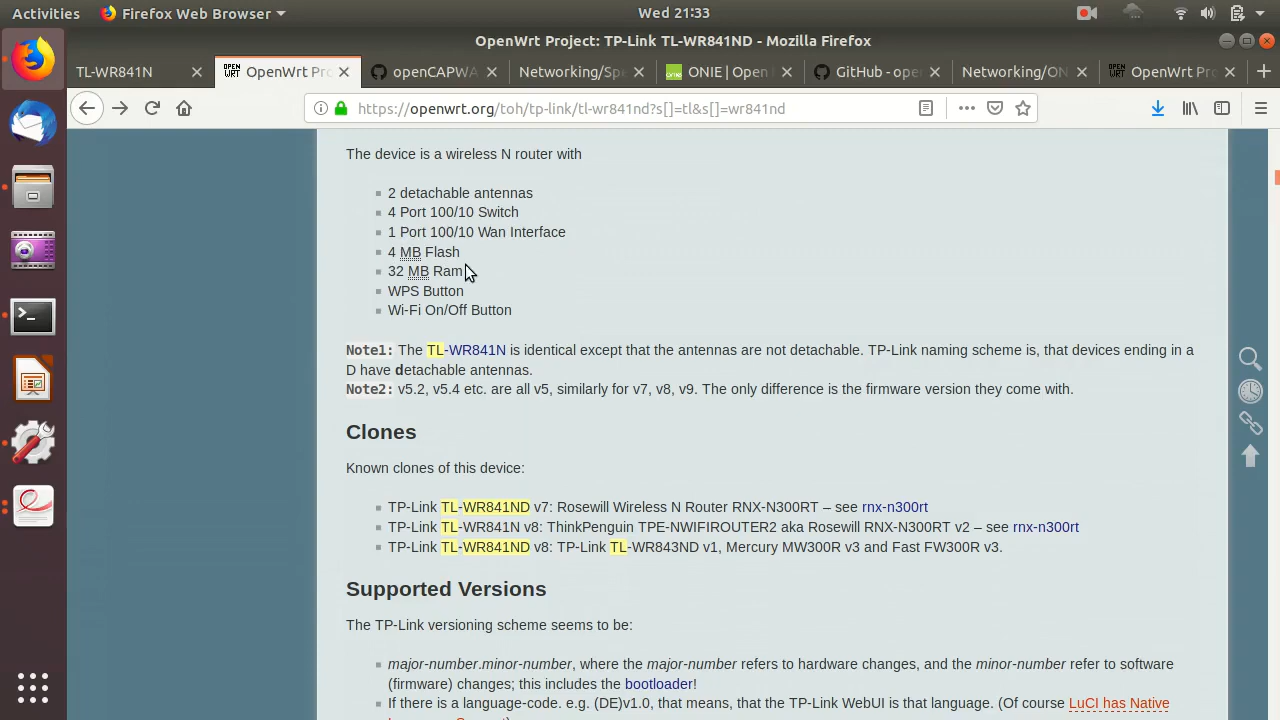 Activities
Firefox Web Browser
Wed 21:33
OpenWrt Project: TP-Link TL-WR841ND - Mozilla Firefox
TL-WR841N
OpenWrt Pro
openCAPWA
Networking/Spe
ONIE | Open
GitHub - ope
Networking/ON
OpenWrt Pro
https://openwrt.org/toh/tp-link/tl-wr841nd?s[]=tl&s[]=wr841nd
The device is a wireless N router with
2 detachable antennas
4 Port 100/10 Switch
1 Port 100/10 Wan Interface
4 MB Flash
32 MB Ram
WPS Button
Wi-Fi On/Off Button
Note1: The TL-WR841N is identical except that the antennas are not detachable. TP-Link naming scheme is, that devices ending in a
D have detachable antennas.
Note2: v5.2, v5.4 etc. are all v5, similarly for v7, v8, v9. The only difference is the firmware version they come with.
Clones
Known clones of this device:
TP-Link TL-WR841ND v7: Rosewill Wireless N Router RNX-N300RT – see rnx-n300rt
TP-Link TL-WR841N v8: ThinkPenguin TPE-NWIFIROUTER2 aka Rosewill RNX-N300RT v2 – see rnx-n300rt
TP-Link TL-WR841ND v8: TP-Link TL-WR843ND v1, Mercury MW300R v3 and Fast FW300R v3.
Supported Versions
The TP-Link versioning scheme seems to be:
major-number.minor-number, where the major-number refers to hardware changes, and the minor-number refer to software
(firmware) changes; this includes the bootloader!
If there is a language-code. e.g. (DE)v1.0, that means, that the TP-Link WebUI is that language. (Of course LuCI has Native